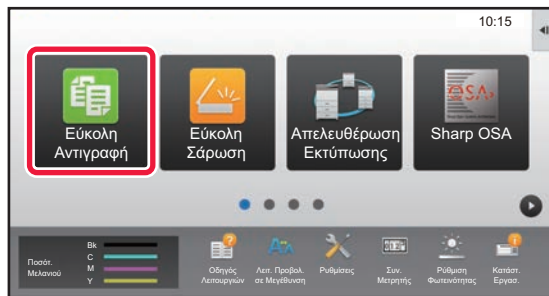 10:15
Εύκολη
Αντιγραφή
Εύκολη
Σάρωση
Απελευθέρωση
Εκτύπωσης
Sharp OSA
Ποσότ.
Μελανιού
Bk
C
M
Y
Οδηγός
Λειτουργιών
Λειτ. Προβολ.
σε Μεγέθυνση
Ρυθμίσεις
Συν.
Μετρητής
Ρύθμιση
Φωτεινότητας
Κατάστ.
Εργασ.